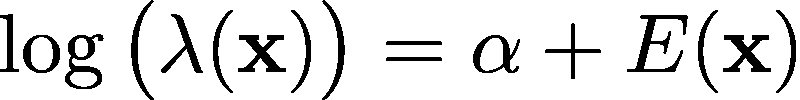 log (λ(𝐱)) = α + E(𝐱)